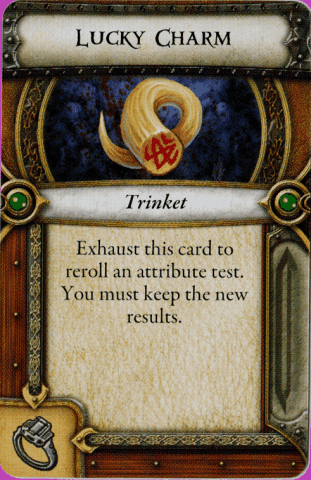 Lucky Charm
Trinket
Exhaust this card to
reroll an attribute test.
You must keep the new
results.